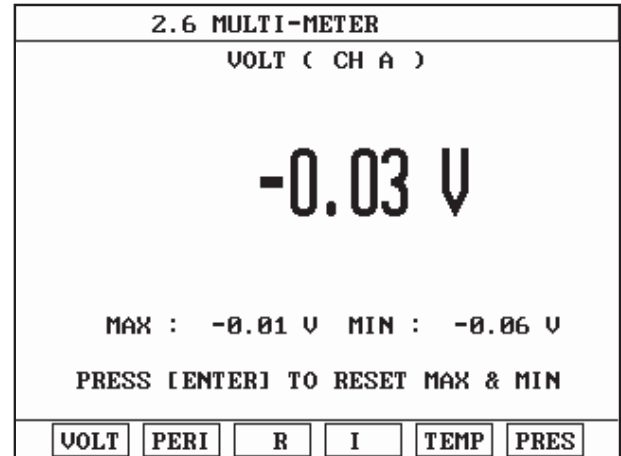 2.6 MULTI-METER
VOLT ( CH A )
-0.03 V
MAX : -0.01 V MIN : -0.06 V
PRESS [ENTER] TO RESET MAX & MIN
VOLT PERI R I TEMP PRES